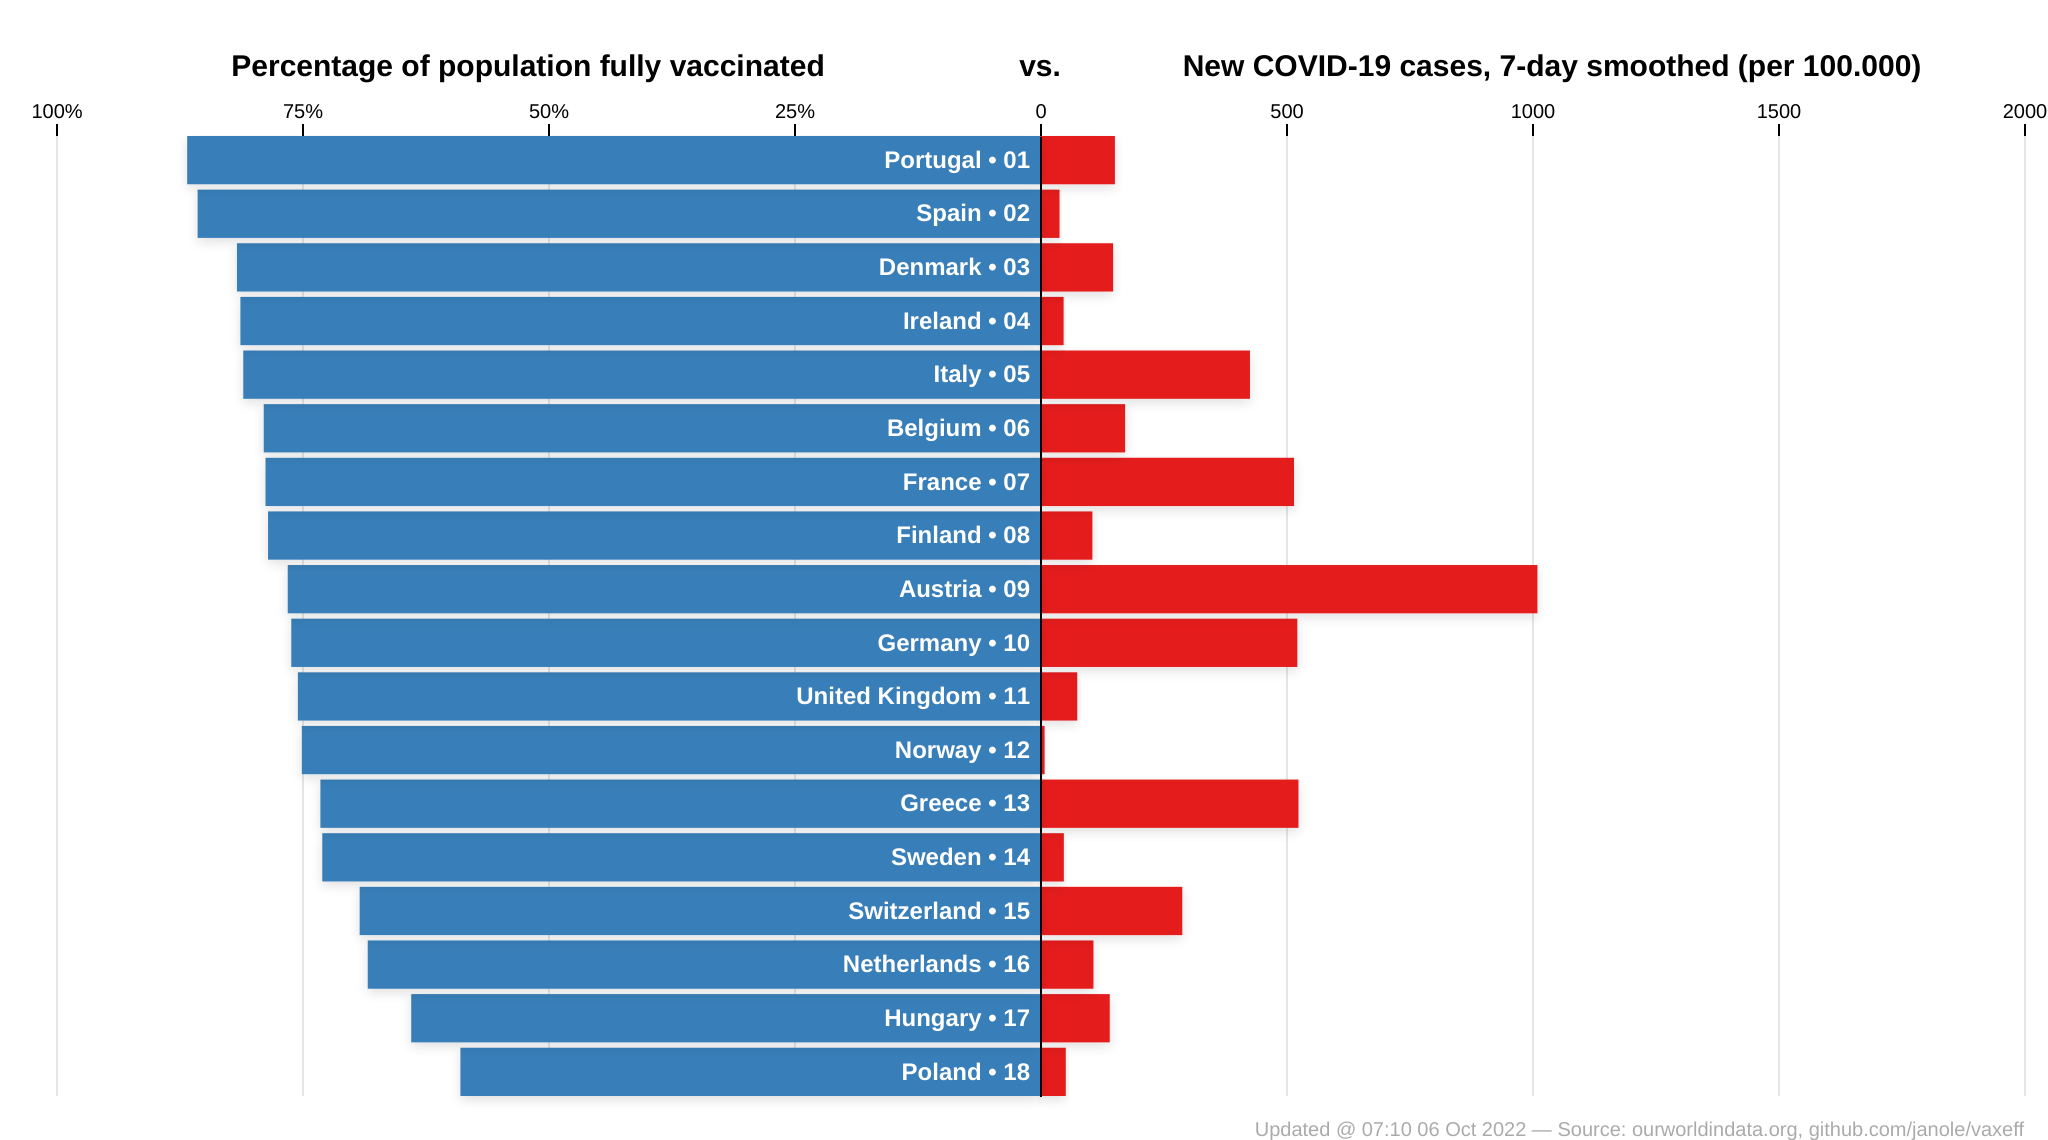 Percentage of population fully vaccinated vs. New COVID-19 cases, 7-day smoothed (per 100.000)
100% 75% 50% 25% 0 500 1000 1500 2000
Portugal • 01
Spain • 02
Denmark • 03
Ireland • 04
Italy • 05
Belgium • 06
France • 07
Finland • 08
Austria • 09
Germany • 10
United Kingdom • 11
Norway • 12
Greece • 13
Sweden • 14
Switzerland • 15
Netherlands • 16
Hungary • 17
Poland • 18
Updated @ 07:10 06 Oct 2022 — Source: ourworldindata.org, github.com/janole/vaxeff